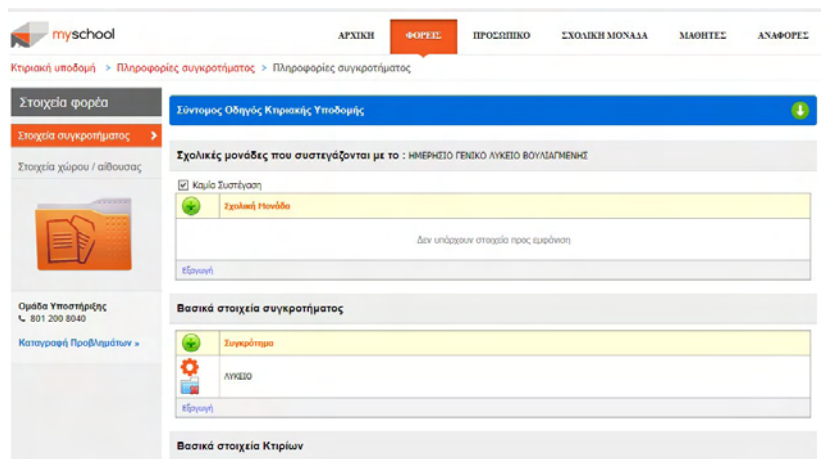 myschool
ΑΡΧΙΚΗ ΦΟΡΕΙΣ ΠΡΟΣΩΠΙΚΟ ΣΧΟΛΙΚΗ ΜΟΝΑΔΑ ΜΑΘΗΤΕΣ ΑΝΑΦΟΡΕΣ
Κτιριακή υποδομή > Πληροφορίες συγκροτήματος > Πληροφορίες συγκροτήματος
Στοιχεία φορέα
Στοιχεία συγκροτήματος
Στοιχεία χώρου / αίθουσας
Ομάδα Υποστήριξης
801 200 8040
Καταγραφή Προβλημάτων »
Σύντομος Οδηγός Κτηριακής Υποδομής
Σχολικές μονάδες που συστεγάζονται με το : ΗΜΕΡΗΣΙΟ ΓΕΝΙΚΟ ΛΥΚΕΙΟ ΒΟΥΛΙΑΓΜΕΝΗΣ
Καμία Συστέγαση
Σχολική Μονάδα
Δεν υπάρχουν στοιχεία προς εμφάνιση
Εξαγωγή
Βασικά στοιχεία συγκροτήματος
Συγκρότημα
ΛΥΚΕΙΟ
Εξαγωγή
Βασικά στοιχεία Κτιρίων